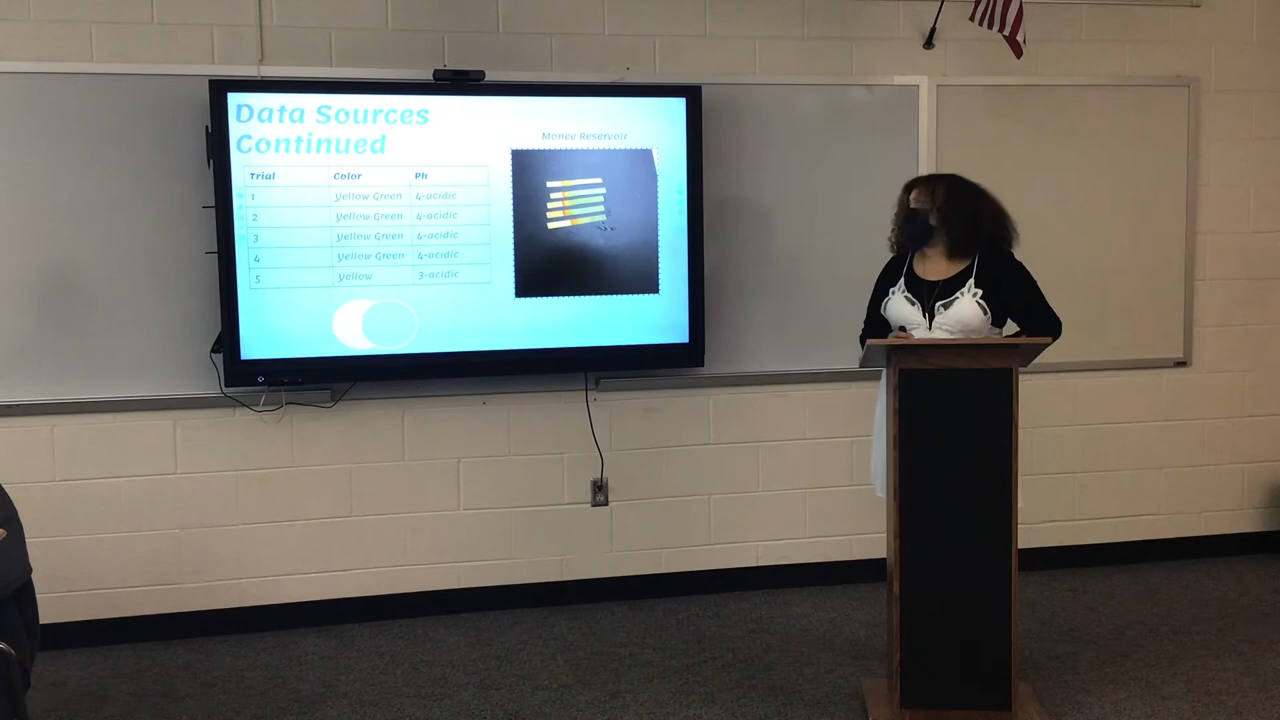 Data Sources
Continued
Monee Reservoir
Trial Color Ph
1 Yellow Green 4-acidic
2 Yellow Green 4-acidic
3 Yellow Green 4-acidic
4 Yellow Green 4-acidic
5 Yellow 3-acidic